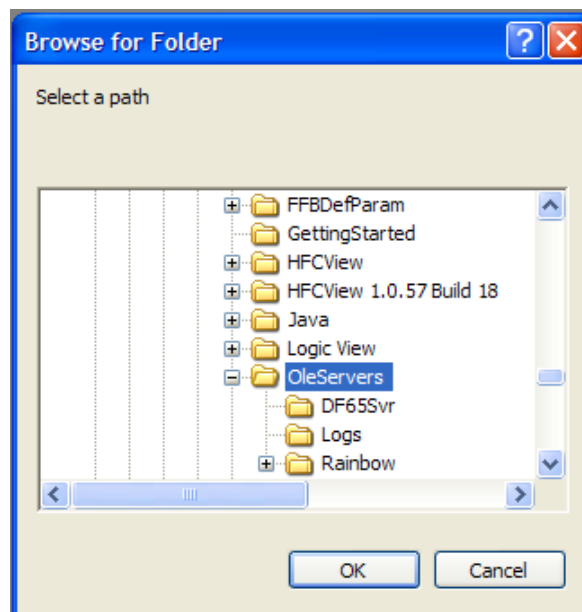 Browse for Folder
Select a path
FFBDefParam
GettingStarted
HFCView
HFCView 1.0.57 Build 18
Java
Logic View
OleServers
DF65Svr
Logs
Rainbow
OK Cancel